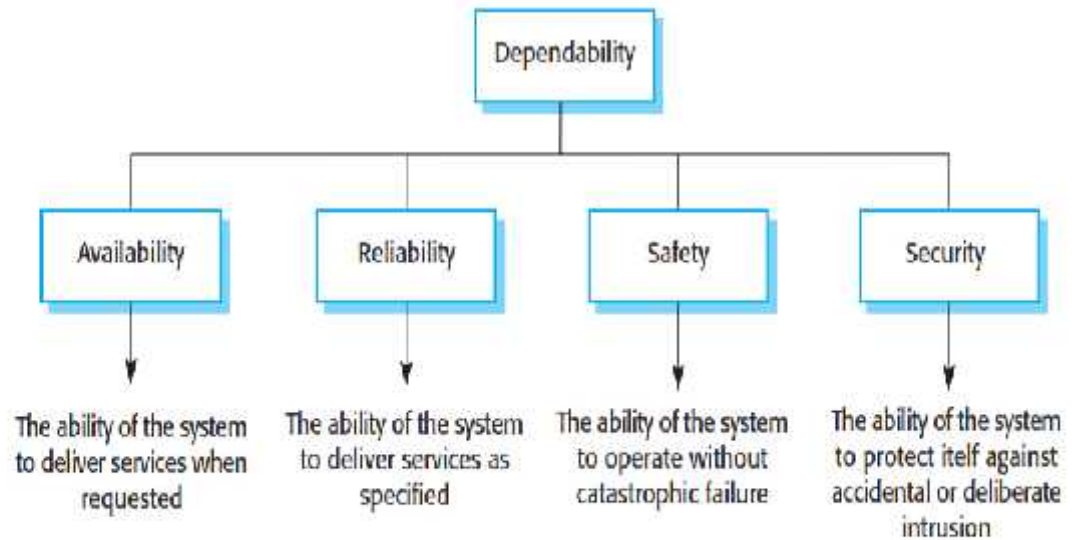 Dependability
Availability
Reliability
Safety
Security
The ability of the system
to deliver services when
requested
The ability of the system
to deliver services as
specified
The ability of the system
to operate without
catastrophic failure
The ability of the system
to protect itelf against
accidental or deliberate
intrusion